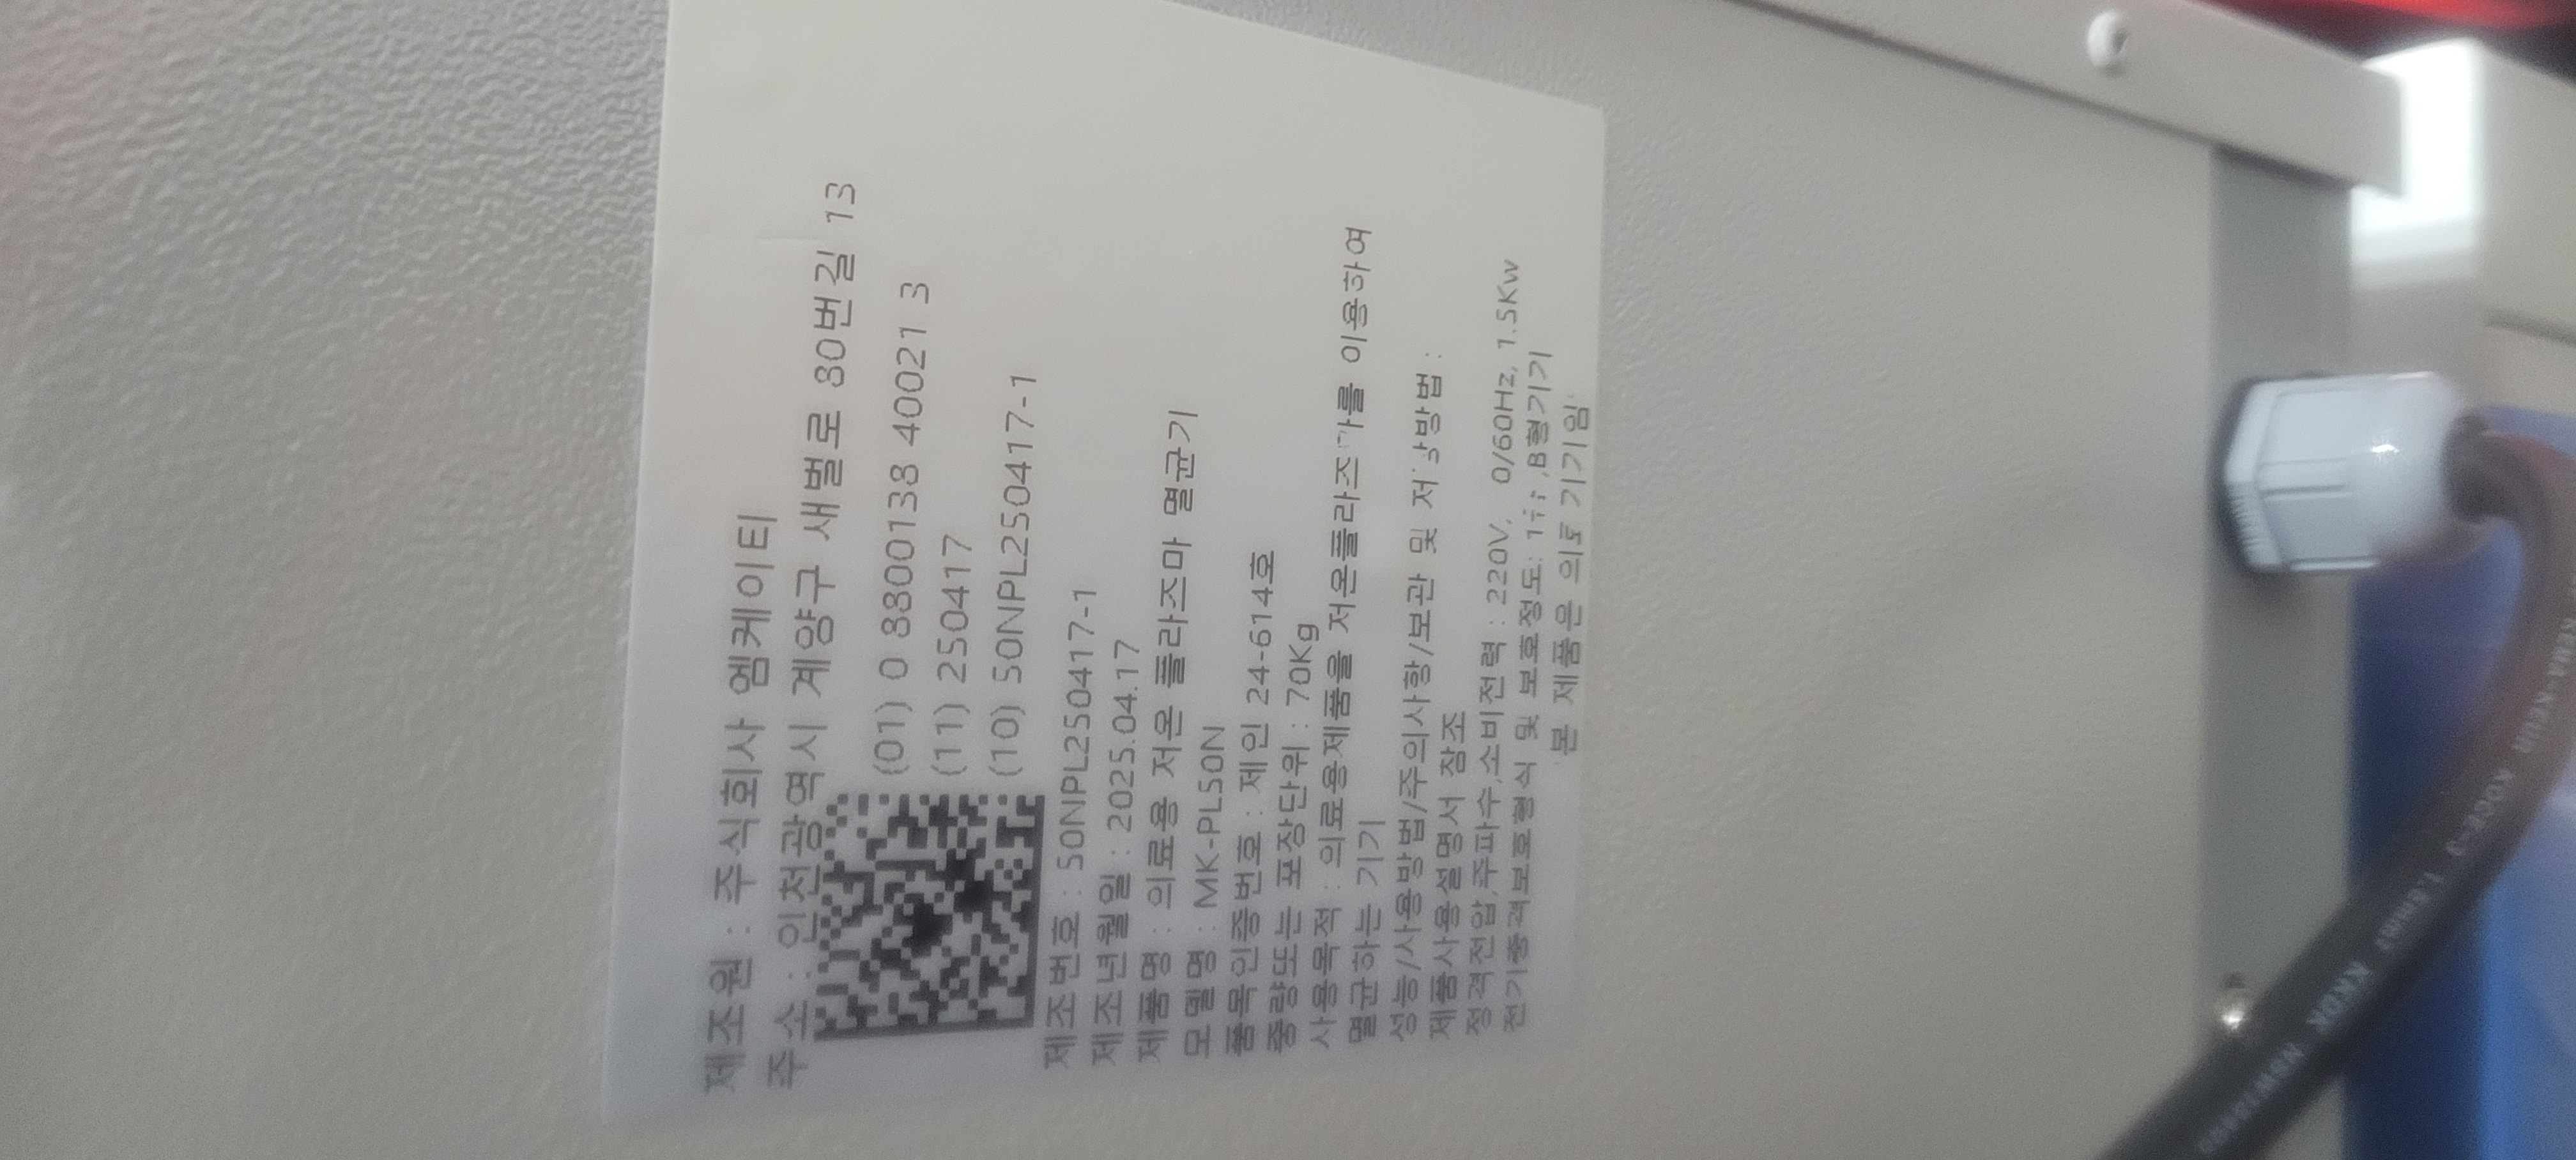 제조원 : 주식회사 엠케이티
주소 : 인천광역시 계양구 새벌로 80번길 13
(01) 0 8800138 40021 3
(11) 250417
(10) 50NPL250417-1
제조번호 : 50NPL250417-1
제조년월일 : 2025.04.17
제품명 : 의료용 저온 플라즈마 멸균기
모델명 : MK-PL50N
품목인증번호 : 제인 24-614호
중량또는 포장단위 : 70Kg
사용목적 : 의료용제품을 저온플라즈마를 이용하여
멸균하는 기기
성능/사용방법/주의사항/보관 및 저장방법 :
제품사용설명서 참조
정격전압,주파수,소비전력 : 220V, 0/60Hz, 1.5Kw
전기충격보호형식 및 보호정도: ,B형기기
본 제품은 의료기기임